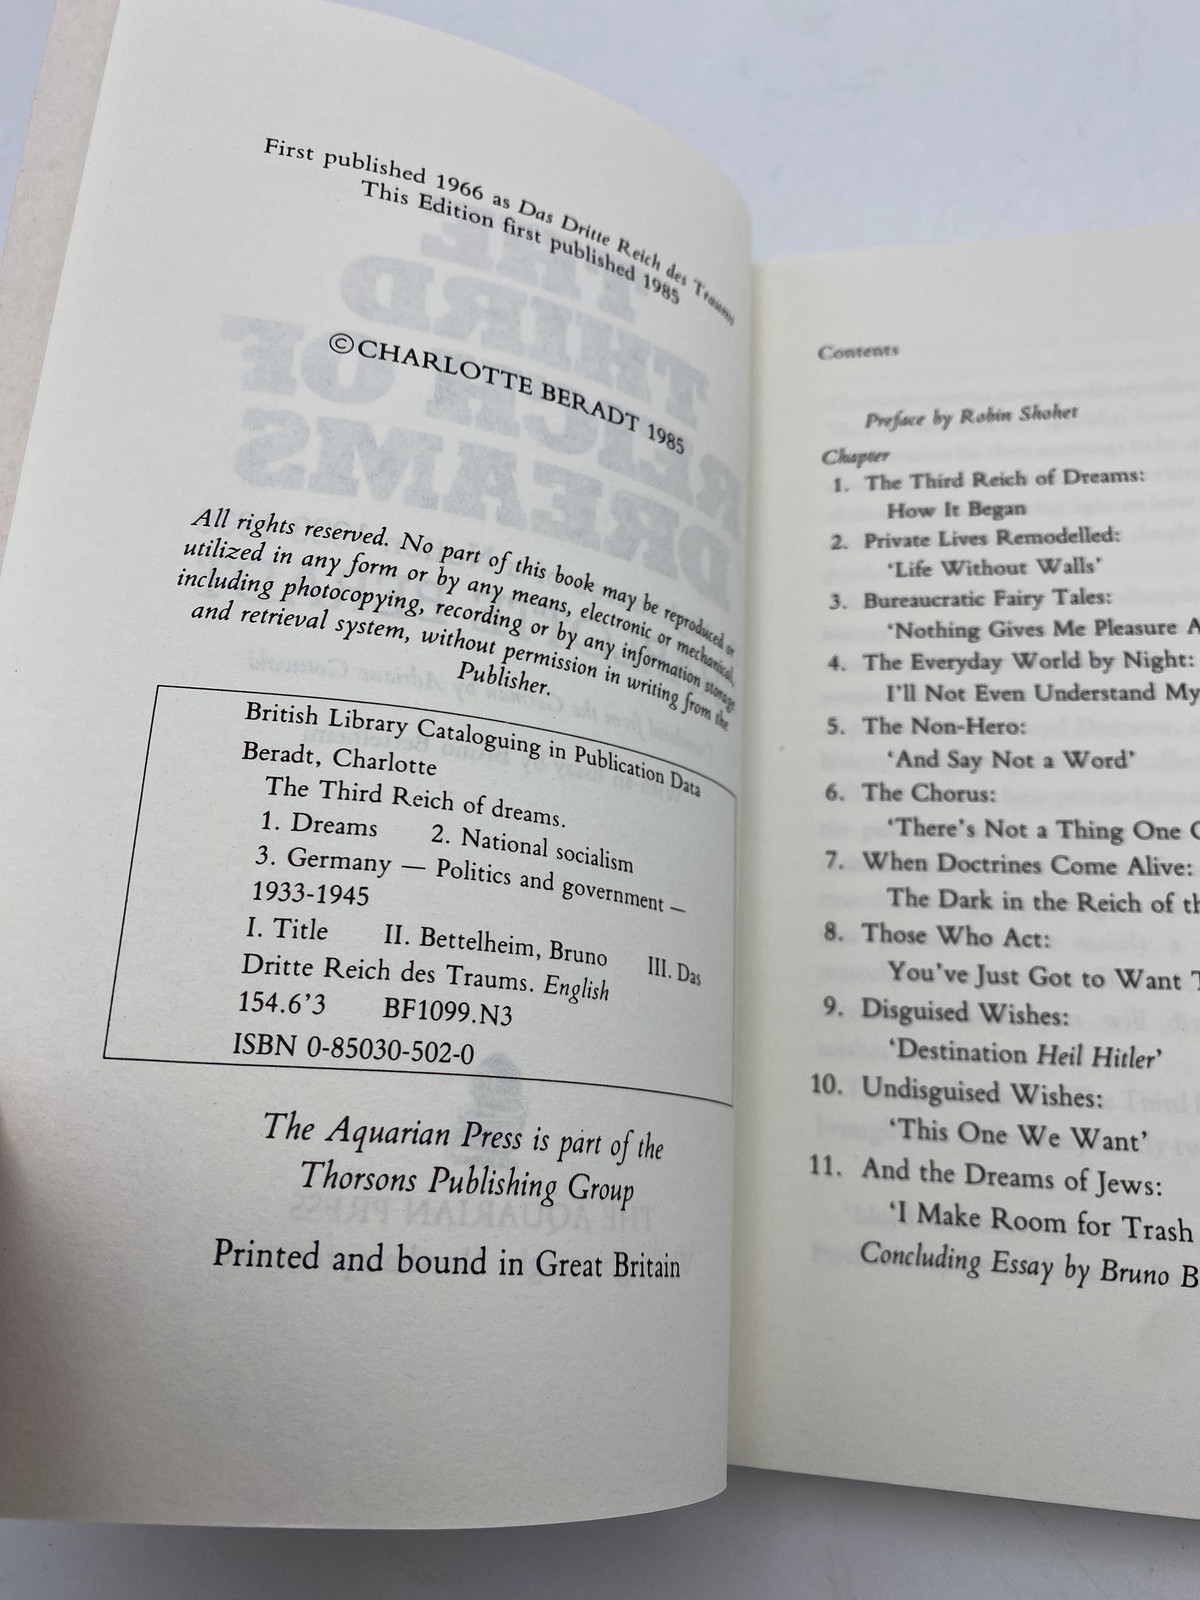 First published 1966 as Das Dritte Reich des Traums
This Edition first published 1985
©CHARLOTTE BERADT 1985
All rights reserved. No part of this book may be reproduced or
utilized in any form or by any means, electronic or mechanical,
including photocopying, recording or by any information storage
and retrieval system, without permission in writing from the
Publisher.
British Library Cataloguing in Publication Data
Beradt, Charlotte
The Third Reich of dreams.
1. Dreams 2. National socialism
3. Germany — Politics and government —
1933-1945
I. Title II. Bettelheim, Bruno III. Das
Dritte Reich des Traums. English
154.6'3 BF1099.N3
ISBN 0-85030-502-0
The Aquarian Press is part of the
Thorsons Publishing Group
Printed and bound in Great Britain
Contents
Preface by Robin Shohet
Chapter
1. The Third Reich of Dreams:
How It Began
2. Private Lives Remodelled:
‘Life Without Walls’
3. Bureaucratic Fairy Tales:
‘Nothing Gives Me Pleasure A
4. The Everyday World by Night:
I'll Not Even Understand My
5. The Non-Hero:
‘And Say Not a Word’
6. The Chorus:
‘There's Not a Thing One
7. When Doctrines Come Alive:
The Dark in the Reich of th
8. Those Who Act:
You've Just Got to Want T
9. Disguised Wishes:
‘Destination Heil Hitler’
10. Undisguised Wishes:
‘This One We Want’
11. And the Dreams of Jews:
‘I Make Room for Trash
Concluding Essay by Bruno B